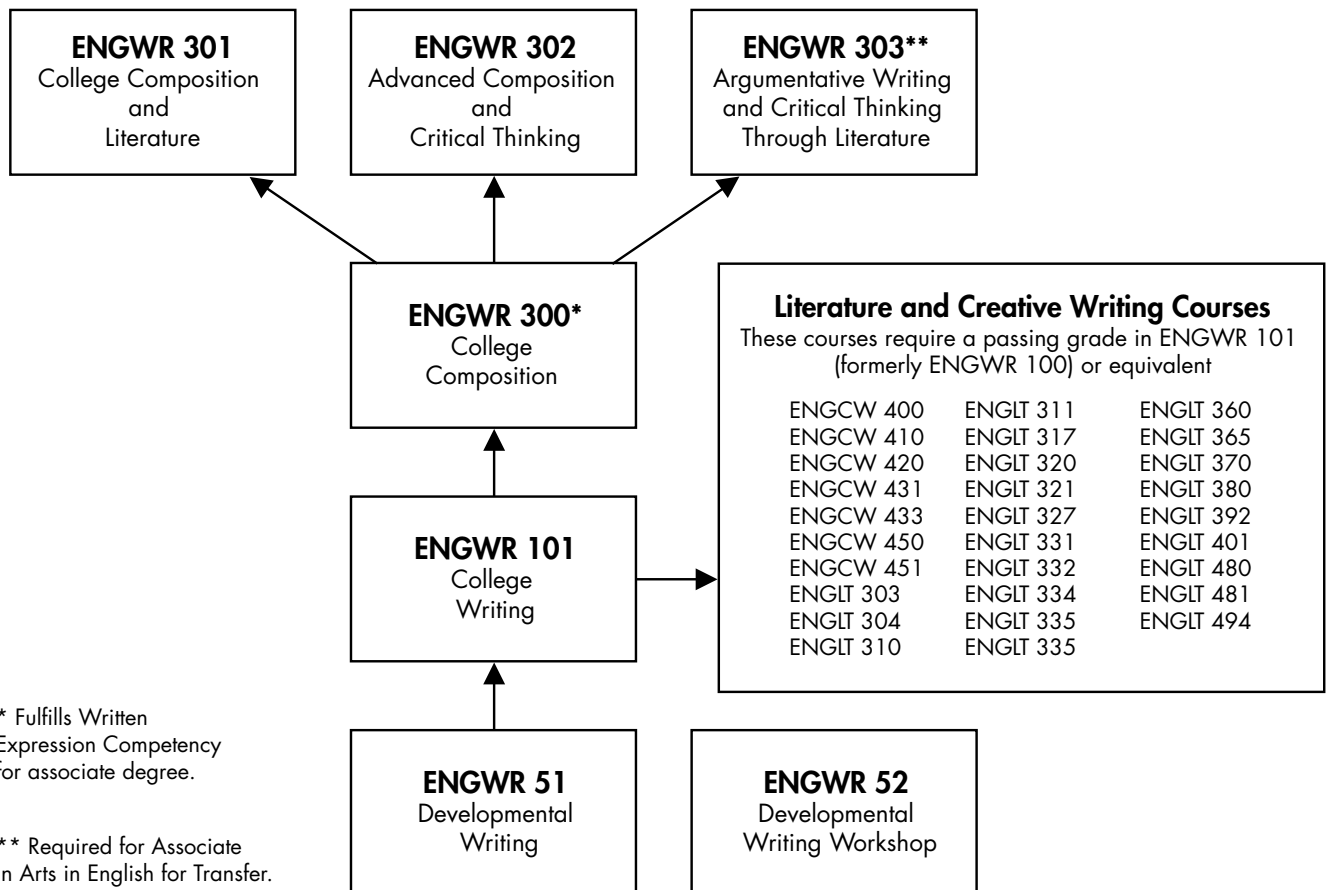 ENGWR 301
College Composition
and
Literature
ENGWR 302
Advanced Composition
and
Critical Thinking
ENGWR 303**
Argumentative Writing
and Critical Thinking
Through Literature
ENGWR 300*
College
Composition
Literature and Creative Writing Courses
These courses require a passing grade in ENGWR 101
(formerly ENGWR 100) or equivalent
ENGCW 400
ENGCW 410
ENGCW 420
ENGCW 431
ENGCW 433
ENGCW 450
ENGCW 451
ENGLT 303
ENGLT 304
ENGLT 310
ENGLT 311
ENGLT 317
ENGLT 320
ENGLT 321
ENGLT 327
ENGLT 331
ENGLT 332
ENGLT 334
ENGLT 335
ENGLT 335
ENGLT 360
ENGLT 365
ENGLT 370
ENGLT 380
ENGLT 392
ENGLT 401
ENGLT 480
ENGLT 481
ENGLT 494
ENGWR 101
College
Writing
ENGWR 51
Developmental
Writing
ENGWR 52
Developmental
Writing Workshop
* Fulfills Written
Expression Competency
for associate degree.
** Required for Associate
in Arts in English for Transfer.